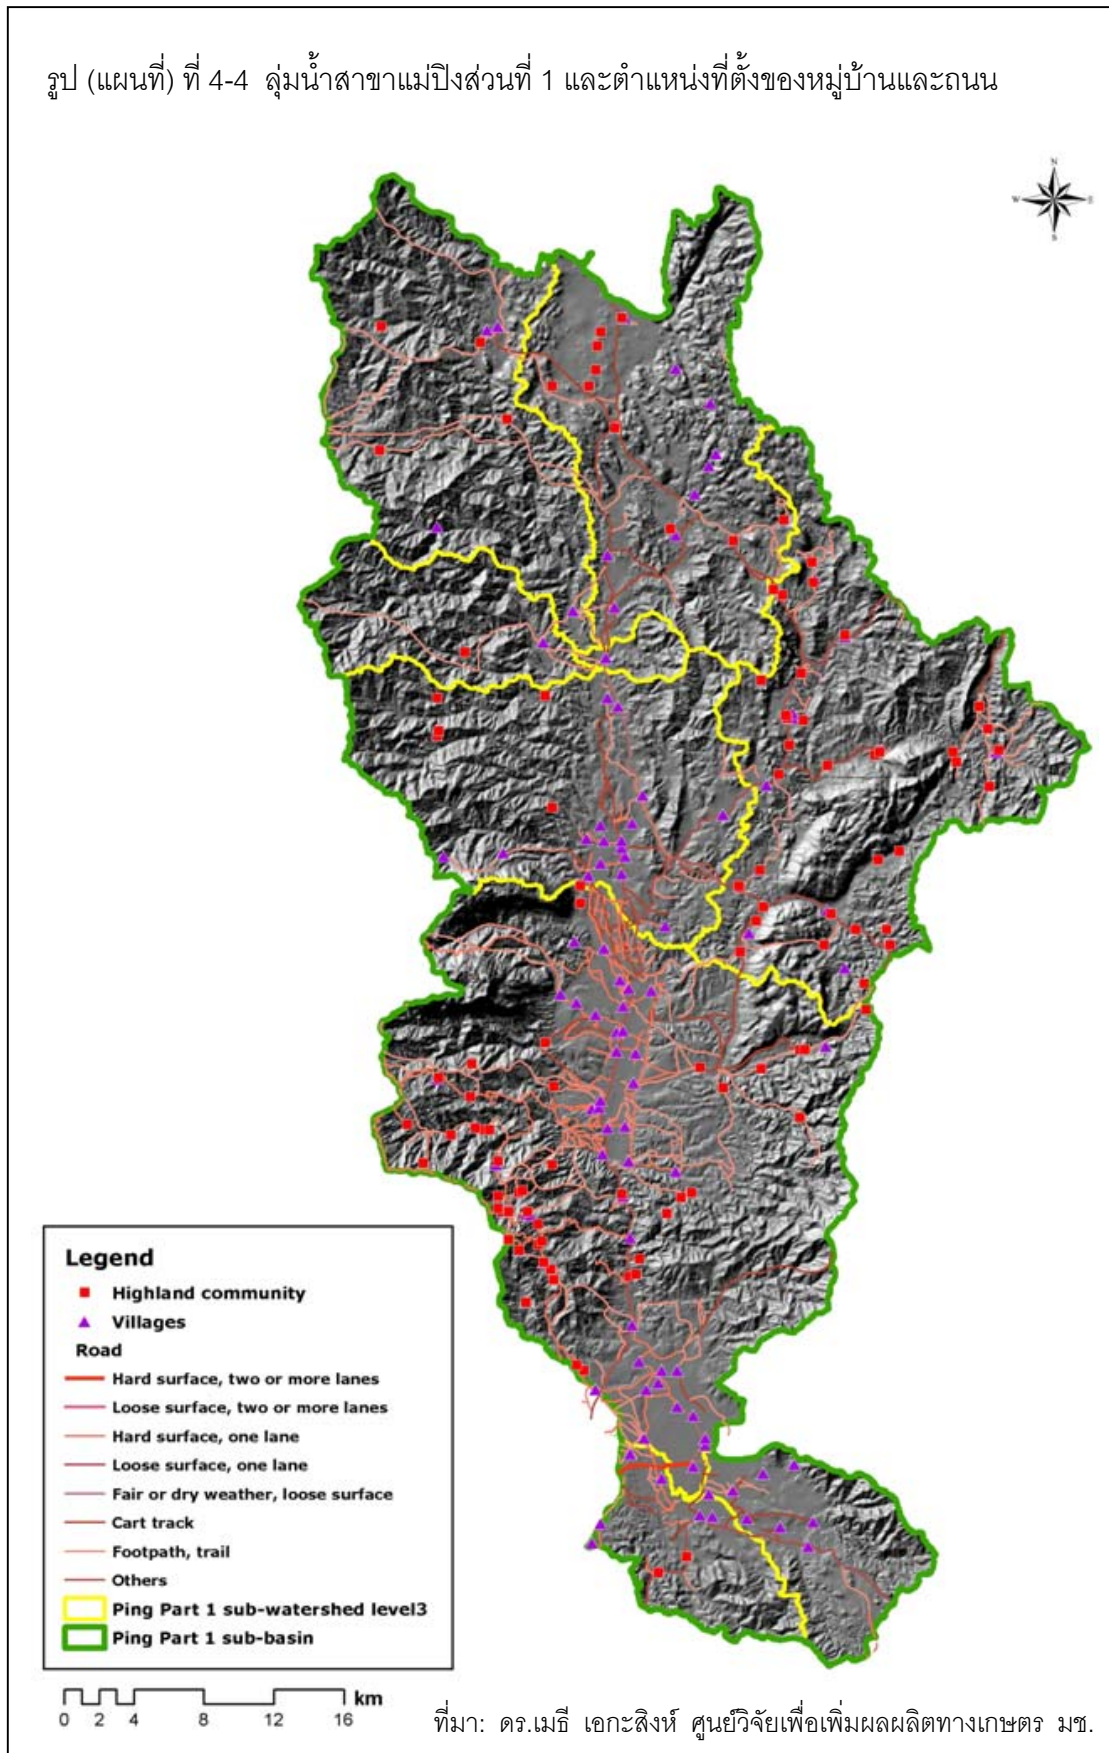 รูป (แผนที่) ที่ 4-4 ลุ่มน้ำสาขาแม่ปิงส่วนที่ 1 และตำแหน่งที่ตั้งของหมู่บ้านและถนน
N
W E
S
Legend
Highland community
Villages
Road
Hard surface, two or more lanes
Loose surface, two or more lanes
Hard surface, one lane
Loose surface, one lane
Fair or dry weather, loose surface
Cart track
Footpath, trail
Others
Ping Part 1 sub-watershed level3
Ping Part 1 sub-basin
km
0 2 4 8 12 16
ที่มา: ดร.เมธี เอกะสิงห์ ศูนย์วิจัยเพื่อเพิ่มผลผลิตทางเกษตร มช.